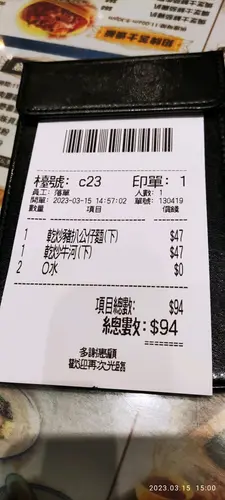 檯號: c23 印單: 1
員工: 落單 人數: 1
開單: 2023-03-15 14:57:02 單號: 130419
數量 項目 價錢
1 乾炒豬扒公仔麵(下) $47
1 乾炒牛河(下) $47
2 O水 $0
項目總數: $94
總數: $94
========
多謝惠顧
歡迎再次光臨
2023.03.15 15:00